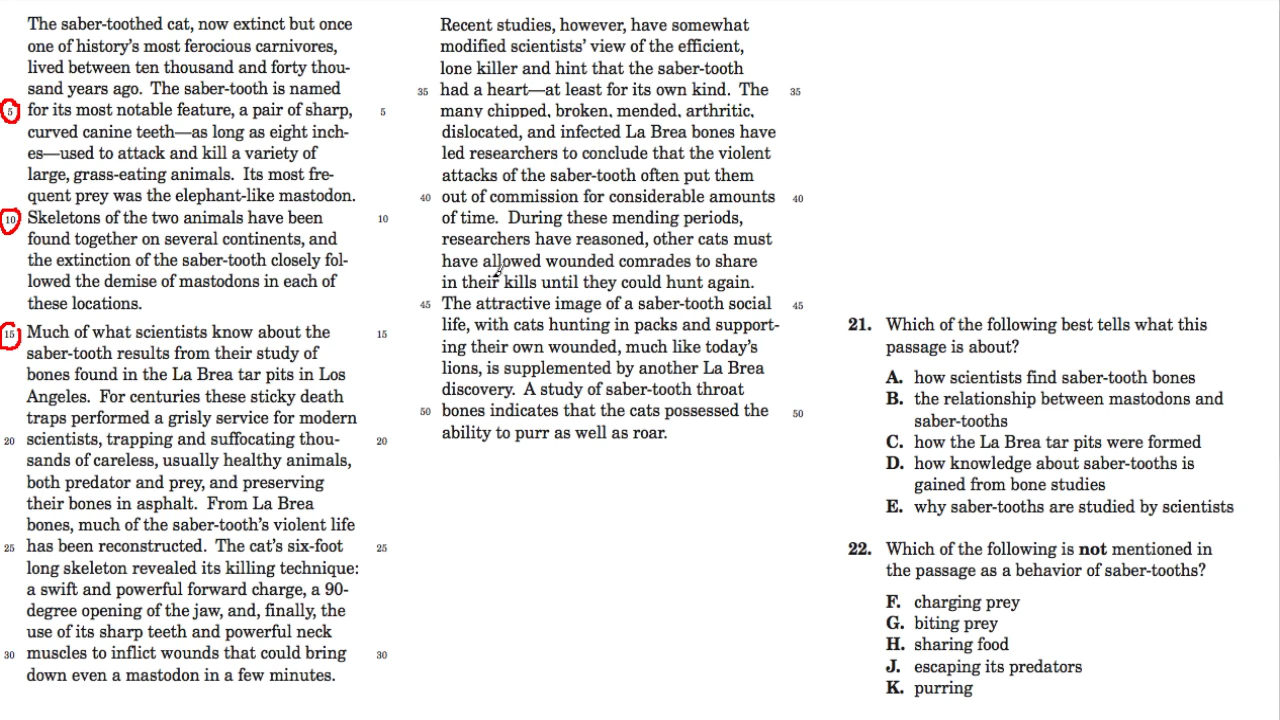 The saber-toothed cat, now extinct but once
one of history's most ferocious carnivores,
lived between ten thousand and forty thou-
sand years ago. The saber-tooth is named
5 for its most notable feature, a pair of sharp, 5
curved canine teeth—as long as eight inch-
es—used to attack and kill a variety of
large, grass-eating animals. Its most fre-
quent prey was the elephant-like mastodon.
10 Skeletons of the two animals have been 10
found together on several continents, and
the extinction of the saber-tooth closely fol-
lowed the demise of mastodons in each of
these locations.
15 Much of what scientists know about the 15
saber-tooth results from their study of
bones found in the La Brea tar pits in Los
Angeles. For centuries these sticky death
traps performed a grisly service for modern
20 scientists, trapping and suffocating thou- 20
sands of careless, usually healthy animals,
both predator and prey, and preserving
their bones in asphalt. From La Brea
bones, much of the saber-tooth's violent life
25 has been reconstructed. The cat's six-foot 25
long skeleton revealed its killing technique:
a swift and powerful forward charge, a 90-
degree opening of the jaw, and, finally, the
use of its sharp teeth and powerful neck
30 muscles to inflict wounds that could bring 30
down even a mastodon in a few minutes.
Recent studies, however, have somewhat
modified scientists' view of the efficient,
lone killer and hint that the saber-tooth
35 had a heart—at least for its own kind. The 35
many chipped, broken, mended, arthritic,
dislocated, and infected La Brea bones have
led researchers to conclude that the violent
attacks of the saber-tooth often put them
40 out of commission for considerable amounts 40
of time. During these mending periods,
researchers have reasoned, other cats must
have allowed wounded comrades to share
in their kills until they could hunt again.
45 The attractive image of a saber-tooth social 45
life, with cats hunting in packs and support-
ing their own wounded, much like today's
lions, is supplemented by another La Brea
discovery. A study of saber-tooth throat
50 bones indicates that the cats possessed the 50
ability to purr as well as roar.
21. Which of the following best tells what this
passage is about?
A. how scientists find saber-tooth bones
B. the relationship between mastodons and
saber-tooths
C. how the La Brea tar pits were formed
D. how knowledge about saber-tooths is
gained from bone studies
E. why saber-tooths are studied by scientists
22. Which of the following is not mentioned in
the passage as a behavior of saber-tooths?
F. charging prey
G. biting prey
H. sharing food
J. escaping its predators
K. purring